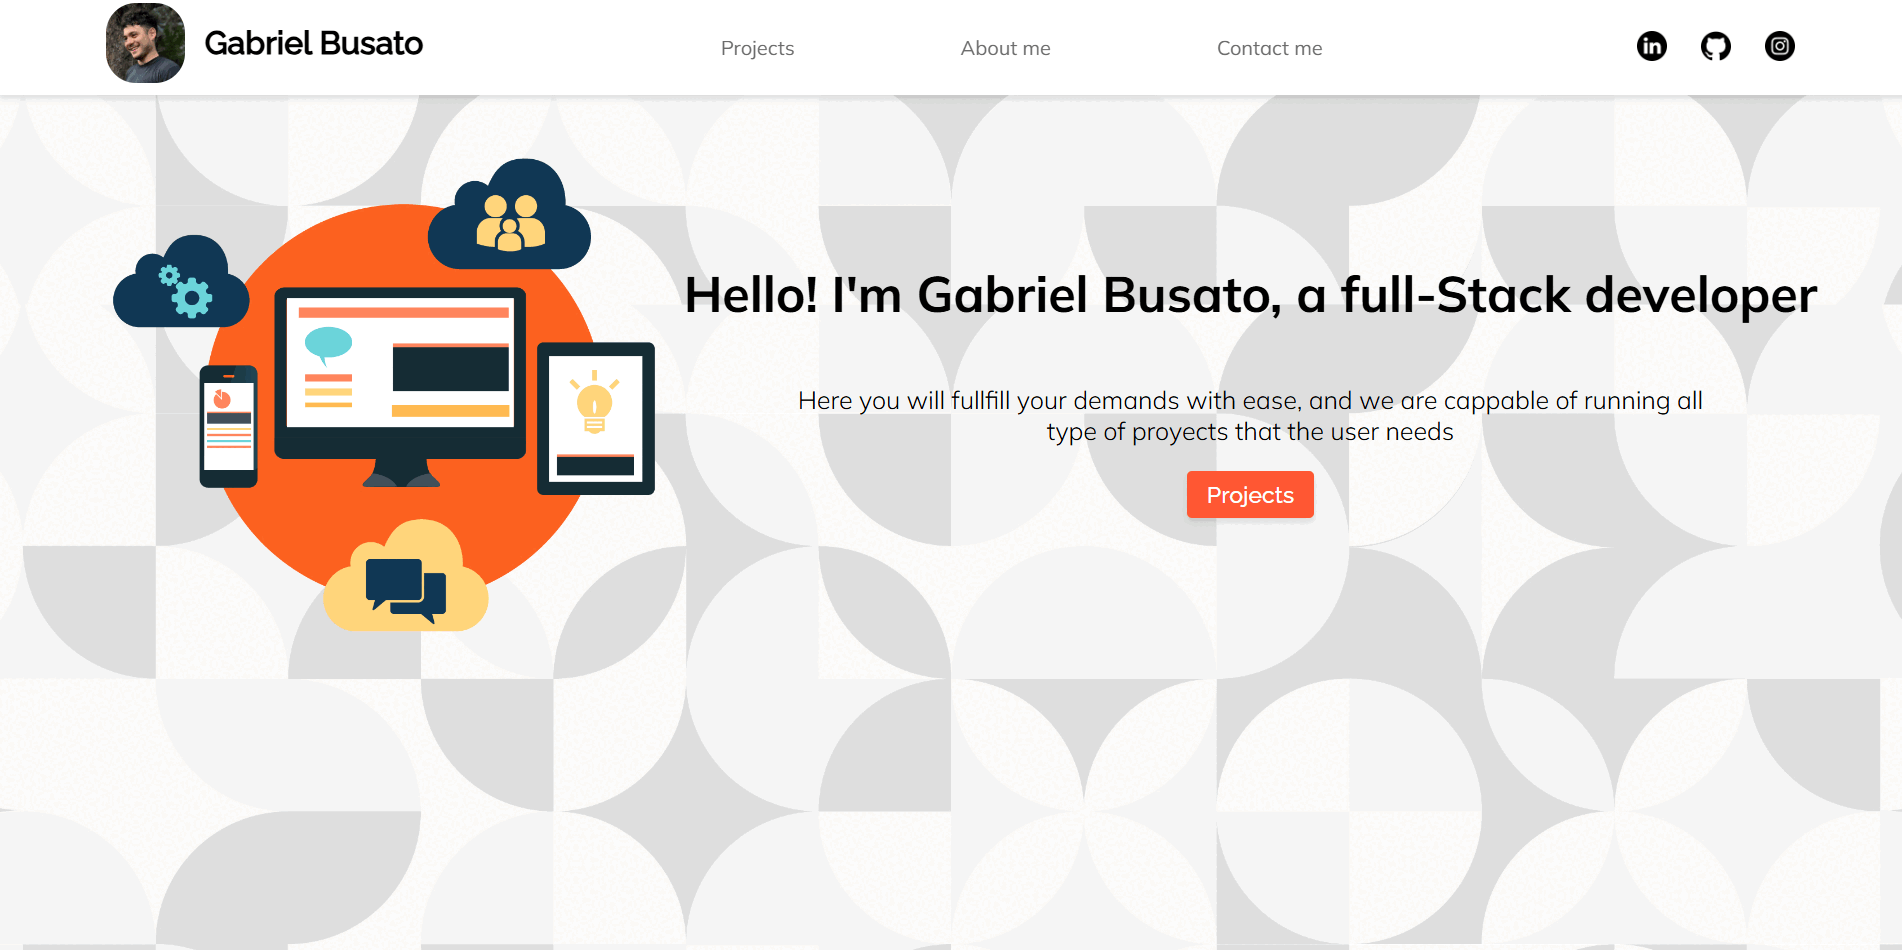 Gabriel Busato
Projects
About me
Contact me
in
Hello! I'm Gabriel Busato, a full-Stack developer
Here you will fullfill your demands with ease, and we are cappable of running all
type of proyects that the user needs
Projects